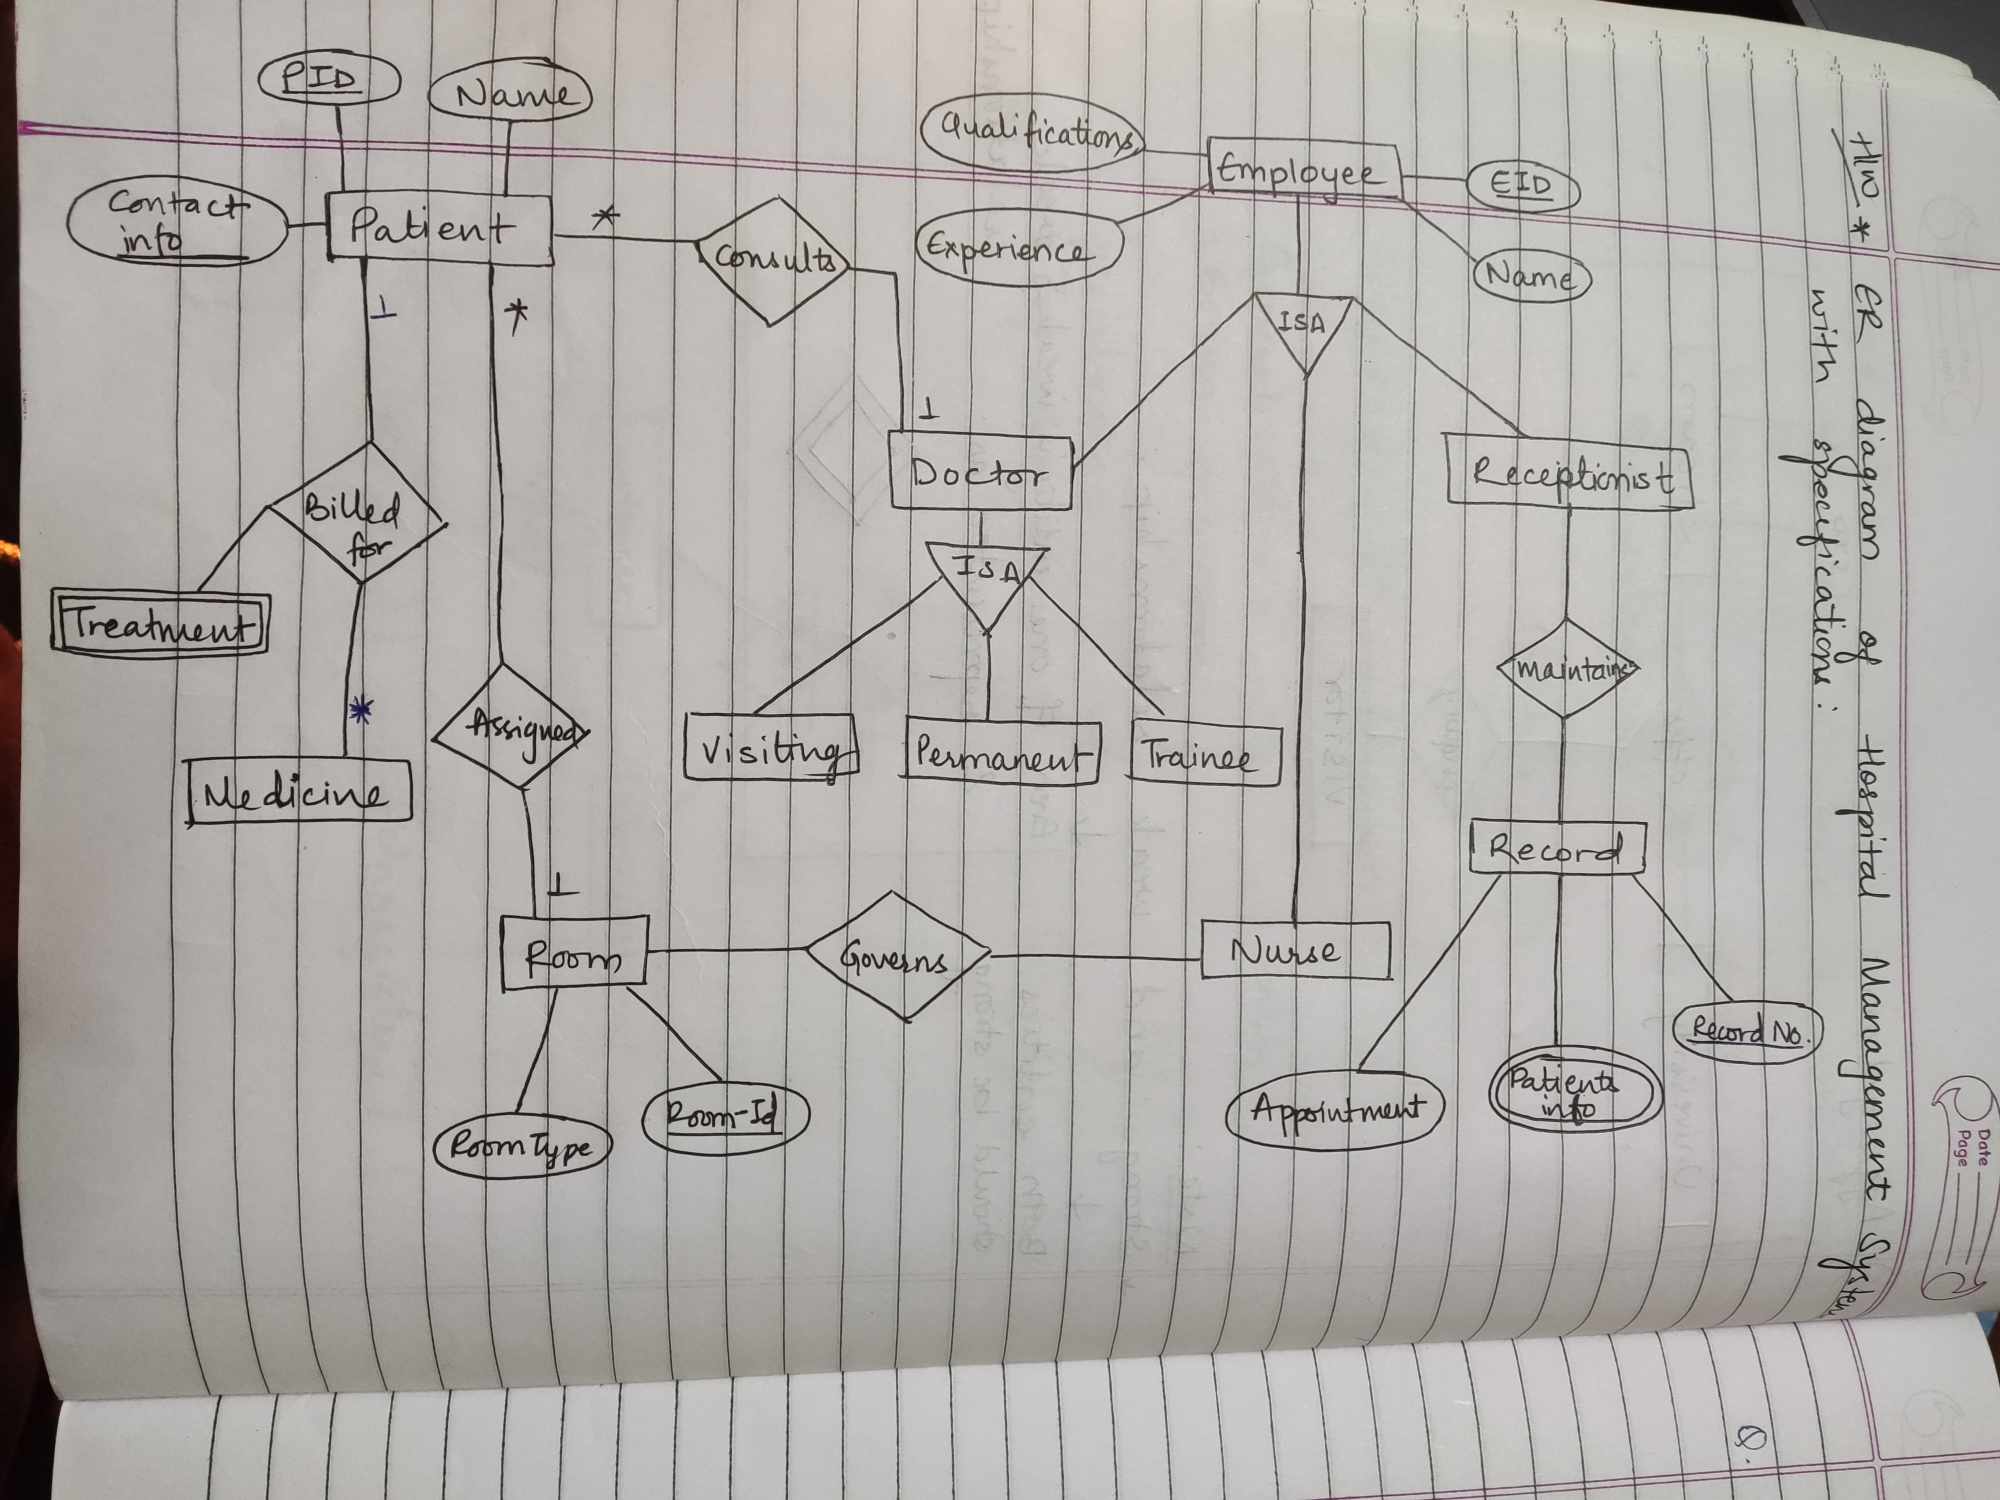 HW * ER diagram of Hospital Management System
with specifications:
Date
Page
PID
Name
Contact
info
Patient
*
Consults
Qualifications
Employee
EID
Experience
Name
ISA
1
*
1
Doctor
Receptionist
Billed
for
ISA
Treatment
Assigned
maintains
*
Visiting
Permanent
Trainee
Medicine
Record
1
Room
Governs
Nurse
Record No.
Room Type
Room-Id
Appointment
Patients
info
Q.